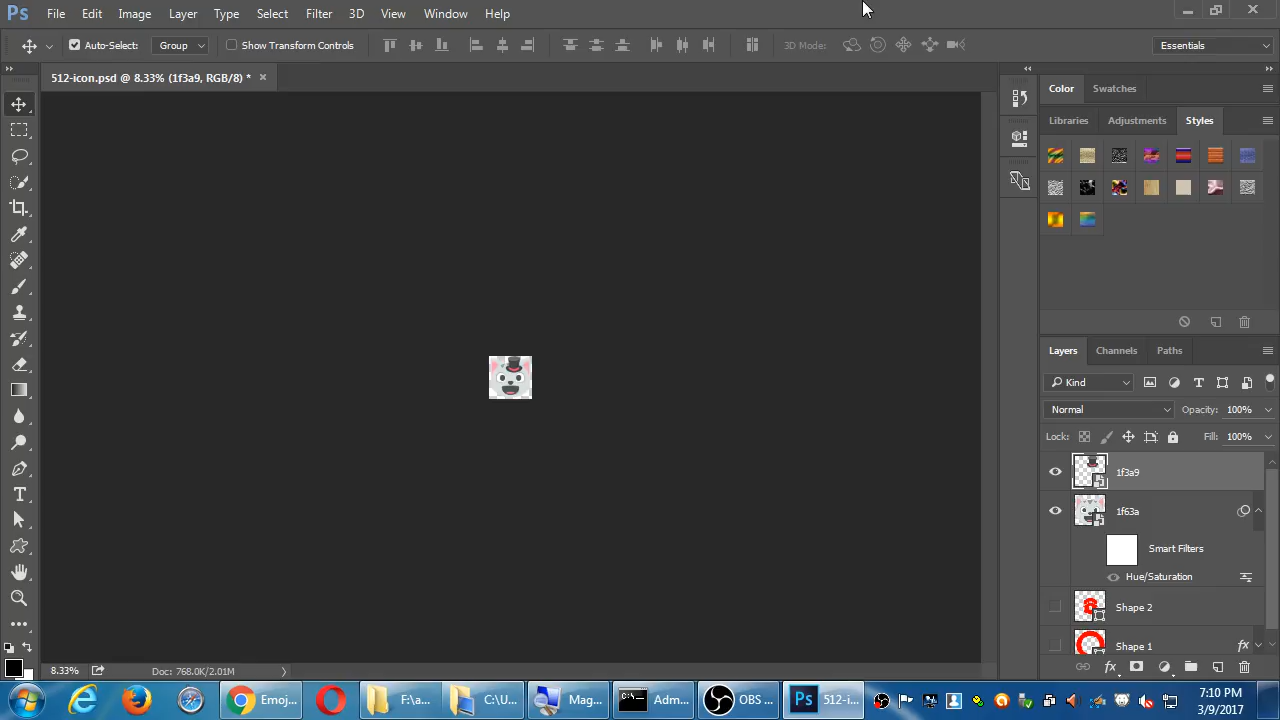 Ps File Edit Image Layer Type Select Filter 3D View Window Help
Auto-Select: Group Show Transform Controls 3D Mode: Essentials
512-icon.psd @ 8.33% (1f3a9, RGB/8) *
Color Swatches
Libraries Adjustments Styles
Layers Channels Paths
Kind
Normal Opacity: 100%
Lock: Fill: 100%
1f3a9
1f63a
Smart Filters
Hue/Saturation
Shape 2
Shape 1 fx
8.33% Doc: 768.0K/2.01M
fx
Emoj... F:\a... C:\U... Mag... Adm... OBS ... Ps 512-i...
7:10 PM
3/9/2017